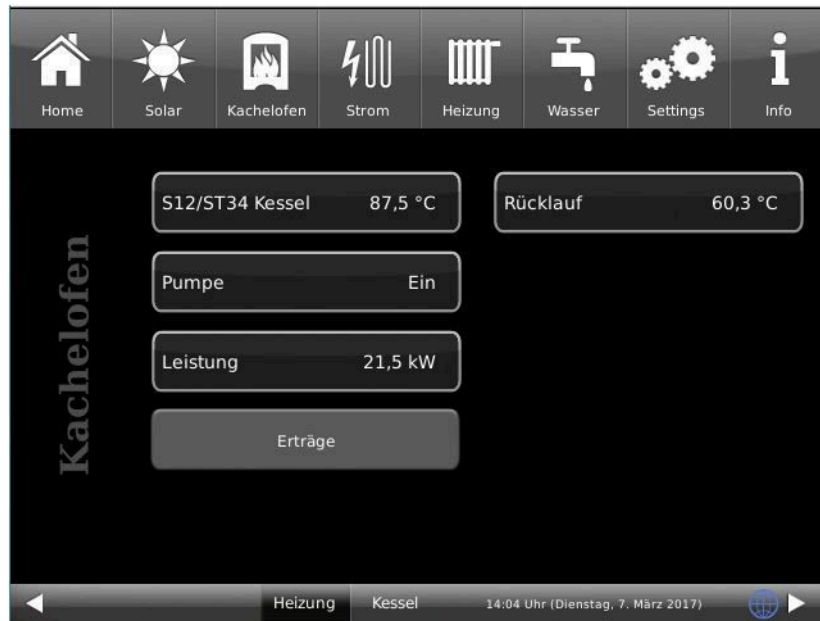 Home Solar Kachelofen Strom Heizung Wasser Settings Info
Kachelofen
S12/ST34 Kessel 87,5 °C
Rücklauf 60,3 °C
Pumpe Ein
Leistung 21,5 kW
Erträge
Heizung Kessel 14:04 Uhr (Dienstag, 7. März 2017)